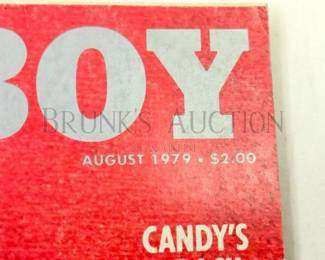 BOY
BRUNK'S AUCTION
AUGUST 1979 • $2.00
CANDY'S